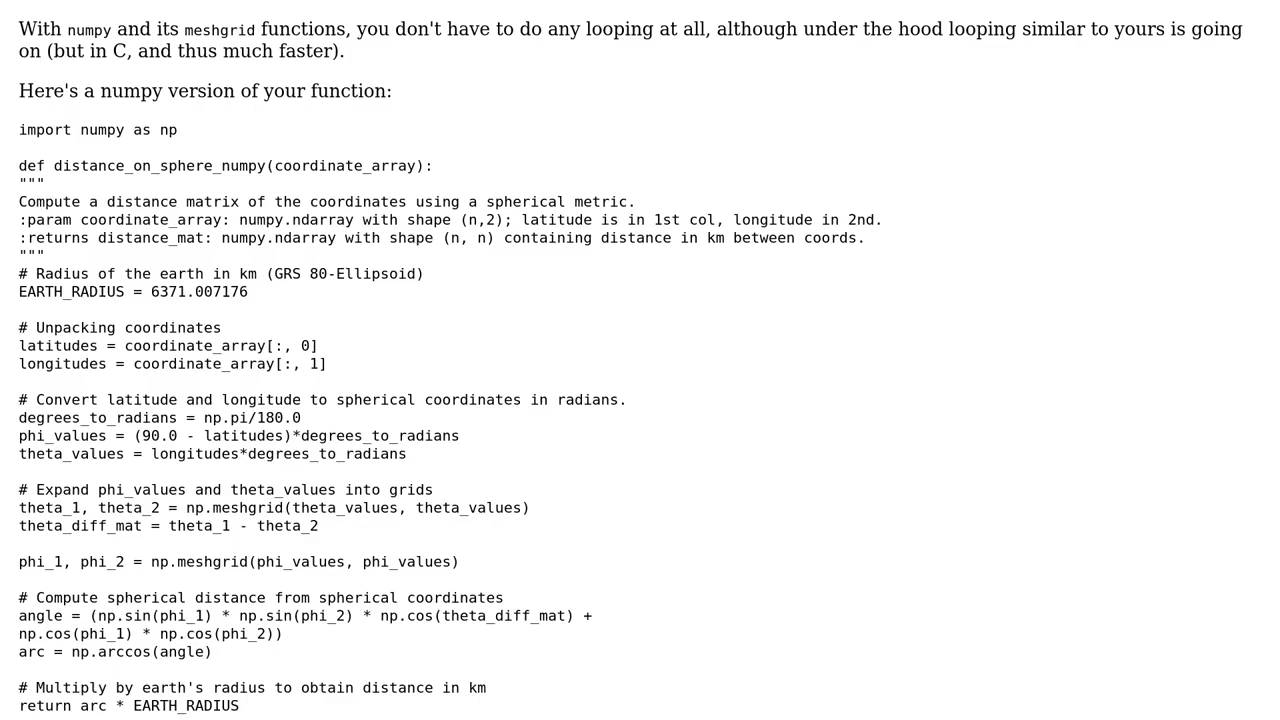 With numpy and its meshgrid functions, you don't have to do any looping at all, although under the hood looping similar to yours is going
on (but in C, and thus much faster).
Here's a numpy version of your function:
import numpy as np
def distance_on_sphere_numpy(coordinate_array):
"""
Compute a distance matrix of the coordinates using a spherical metric.
:param coordinate_array: numpy.ndarray with shape (n,2); latitude is in 1st col, longitude in 2nd.
:returns distance_mat: numpy.ndarray with shape (n, n) containing distance in km between coords.
"""
# Radius of the earth in km (GRS 80-Ellipsoid)
EARTH_RADIUS = 6371.007176
# Unpacking coordinates
latitudes = coordinate_array[:, 0]
longitudes = coordinate_array[:, 1]
# Convert latitude and longitude to spherical coordinates in radians.
degrees_to_radians = np.pi/180.0
phi_values = (90.0 - latitudes)*degrees_to_radians
theta_values = longitudes*degrees_to_radians
# Expand phi_values and theta_values into grids
theta_1, theta_2 = np.meshgrid(theta_values, theta_values)
theta_diff_mat = theta_1 - theta_2
phi_1, phi_2 = np.meshgrid(phi_values, phi_values)
# Compute spherical distance from spherical coordinates
angle = (np.sin(phi_1) * np.sin(phi_2) * np.cos(theta_diff_mat) +
np.cos(phi_1) * np.cos(phi_2))
arc = np.arccos(angle)
# Multiply by earth's radius to obtain distance in km
return arc * EARTH_RADIUS